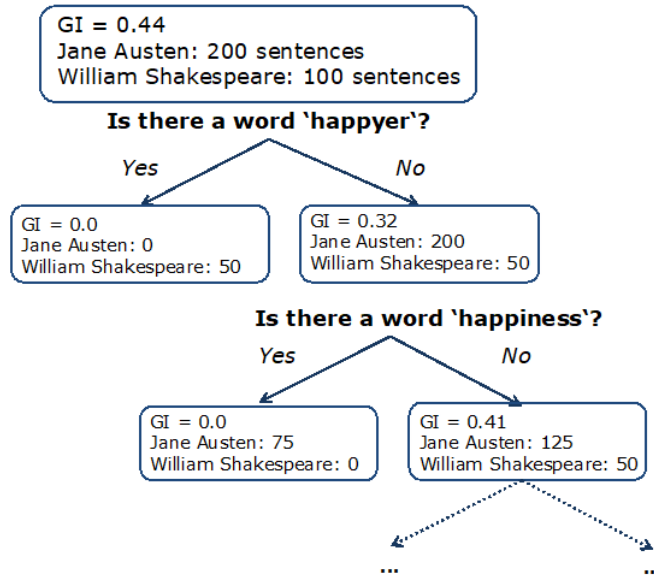 GI = 0.44
Jane Austen: 200 sentences
William Shakespeare: 100 sentences
Is there a word ‘happyer‘?
Yes
No
GI = 0.0
Jane Austen: 0
William Shakespeare: 50
GI = 0.32
Jane Austen: 200
William Shakespeare: 50
Is there a word ‘happiness‘?
Yes
No
GI = 0.0
Jane Austen: 75
William Shakespeare: 0
GI = 0.41
Jane Austen: 125
William Shakespeare: 50
...
..